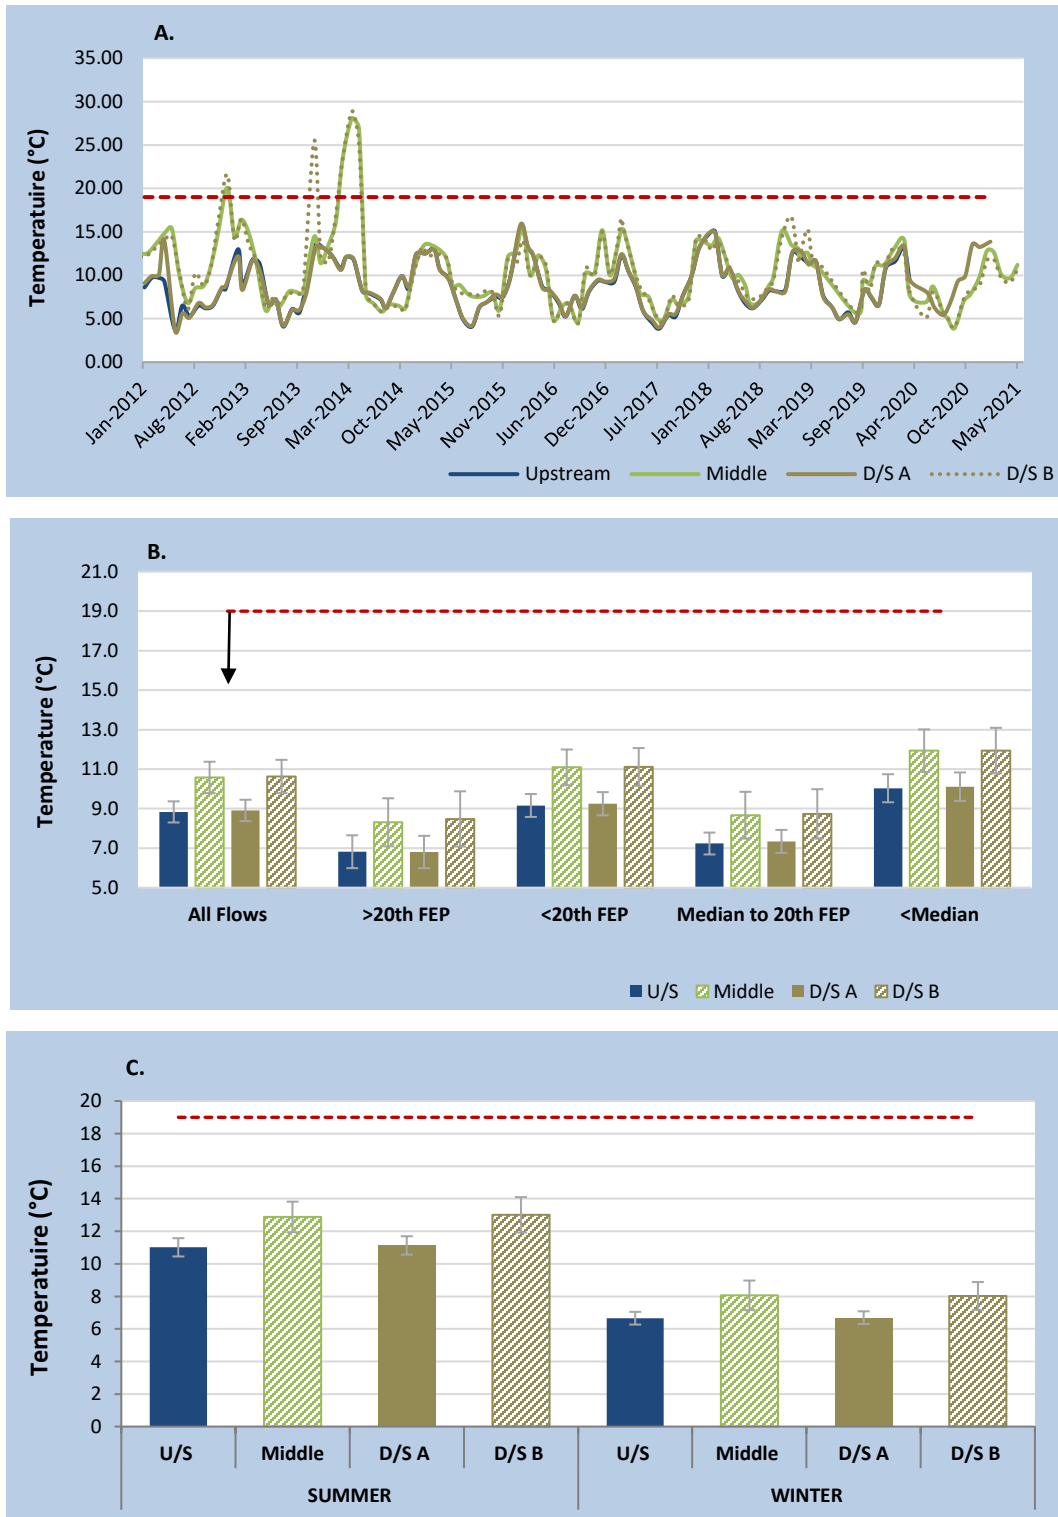 A.
Temperatuire (°C)
35.00
30.00
25.00
20.00
15.00
10.00
5.00
0.00
Jan-2012
Aug-2012
Feb-2013
Sep-2013
Mar-2014
Oct-2014
May-2015
Nov-2015
Jun-2016
Dec-2016
Jul-2017
Jan-2018
Aug-2018
Mar-2019
Sep-2019
Apr-2020
Oct-2020
May-2021
Upstream
Middle
D/S A
D/S B
B.
Temperature (°C)
21.0
19.0
17.0
15.0
13.0
11.0
9.0
7.0
5.0
All Flows
>20th FEP
<20th FEP
Median to 20th FEP
<Median
U/S
Middle
D/S A
D/S B
C.
Temperatuire (°C)
20
18
16
14
12
10
8
6
4
2
0
U/S
Middle
D/S A
D/S B
U/S
Middle
D/S A
D/S B
SUMMER
WINTER